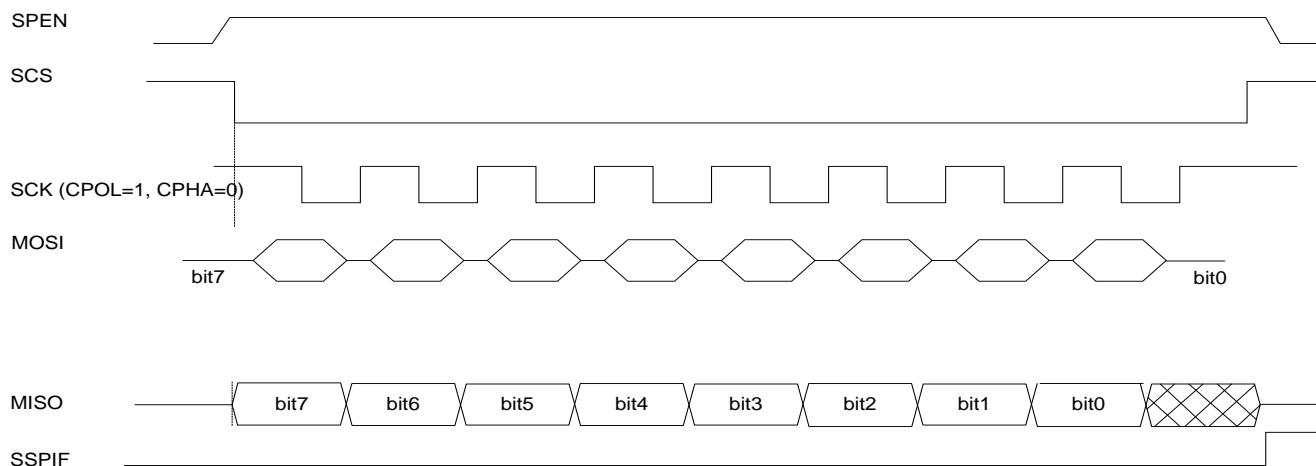 SPEN
SCS
SCK (CPOL=1, CPHA=0)
MOSI
bit7
bit0
MISO
bit7 bit6 bit5 bit4 bit3 bit2 bit1 bit0
SSPIF